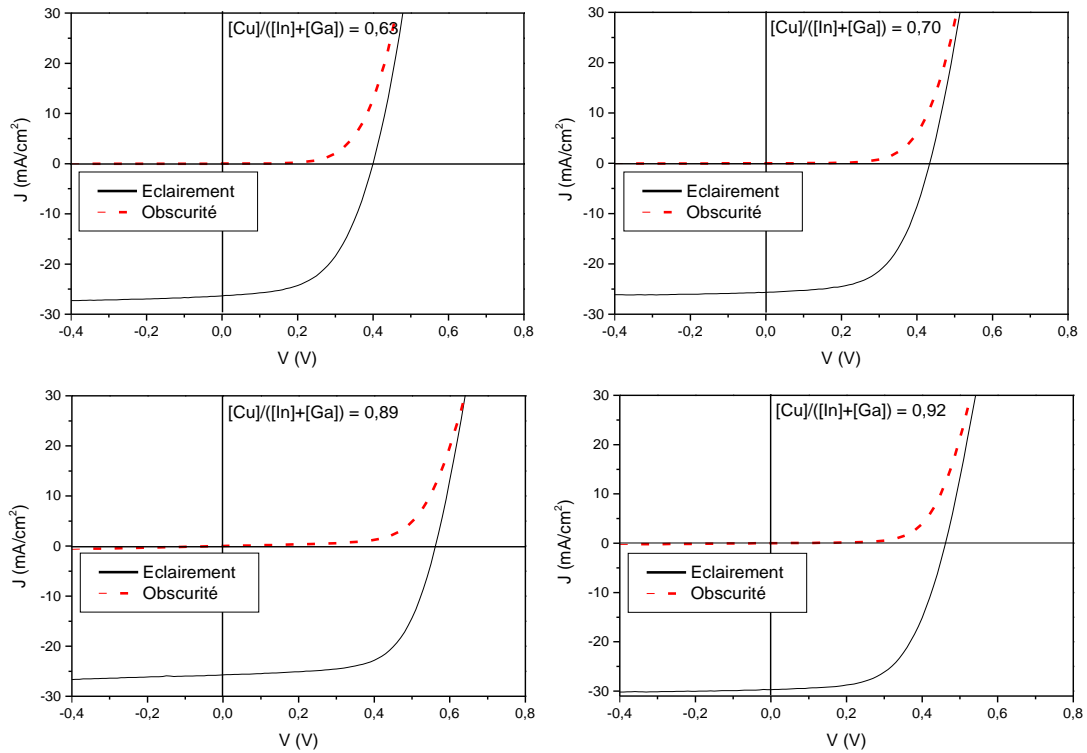 [Cu]/([In]+[Ga]) = 0,63
30
20
10
0
-10
-20
-30
J (mA/cm²)
Eclairement
Obscurité
-0,4 -0,2 0,0 0,2 0,4 0,6 0,8
V (V)
[Cu]/([In]+[Ga]) = 0,70
30
20
10
0
-10
-20
-30
J (mA/cm²)
Eclairement
Obscurité
-0,4 -0,2 0,0 0,2 0,4 0,6 0,8
V (V)
[Cu]/([In]+[Ga]) = 0,89
30
20
10
0
-10
-20
-30
J (mA/cm²)
Eclairement
Obscurité
-0,4 -0,2 0,0 0,2 0,4 0,6 0,8
V (V)
[Cu]/([In]+[Ga]) = 0,92
30
20
10
0
-10
-20
-30
J (mA/cm²)
Eclairement
Obscurité
-0,4 -0,2 0,0 0,2 0,4 0,6 0,8
V (V)